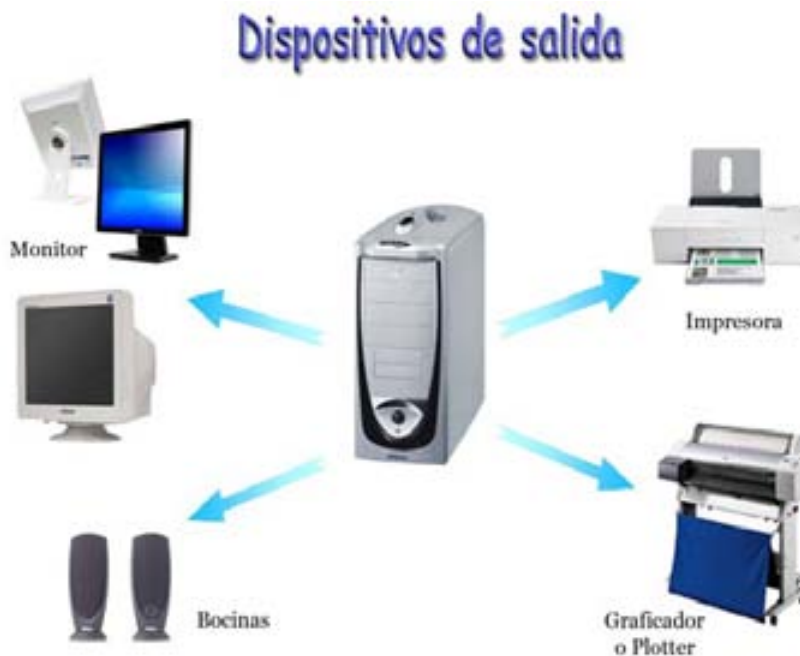 Dispositivos de salida
Monitor
Impresora
Bocinas
Graficador
o Plotter